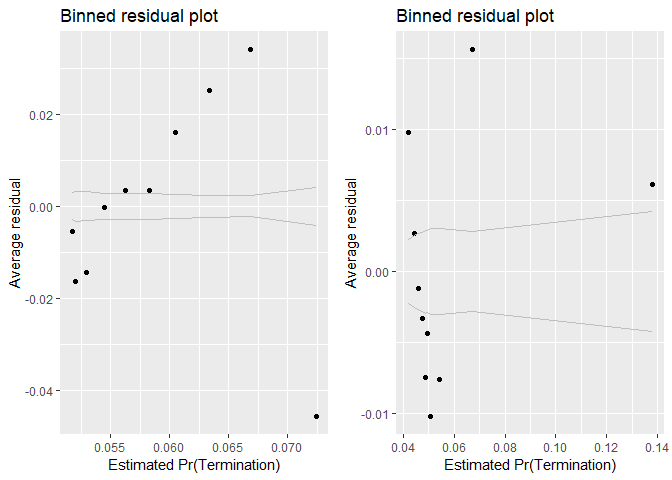 Binned residual plot
Average residual
0.02
0.00
-0.02
-0.04
0.055
0.060
0.065
0.070
Estimated Pr(Termination)
Binned residual plot
Average residual
0.01
0.00
-0.01
0.04
0.06
0.08
0.10
0.12
0.14
Estimated Pr(Termination)